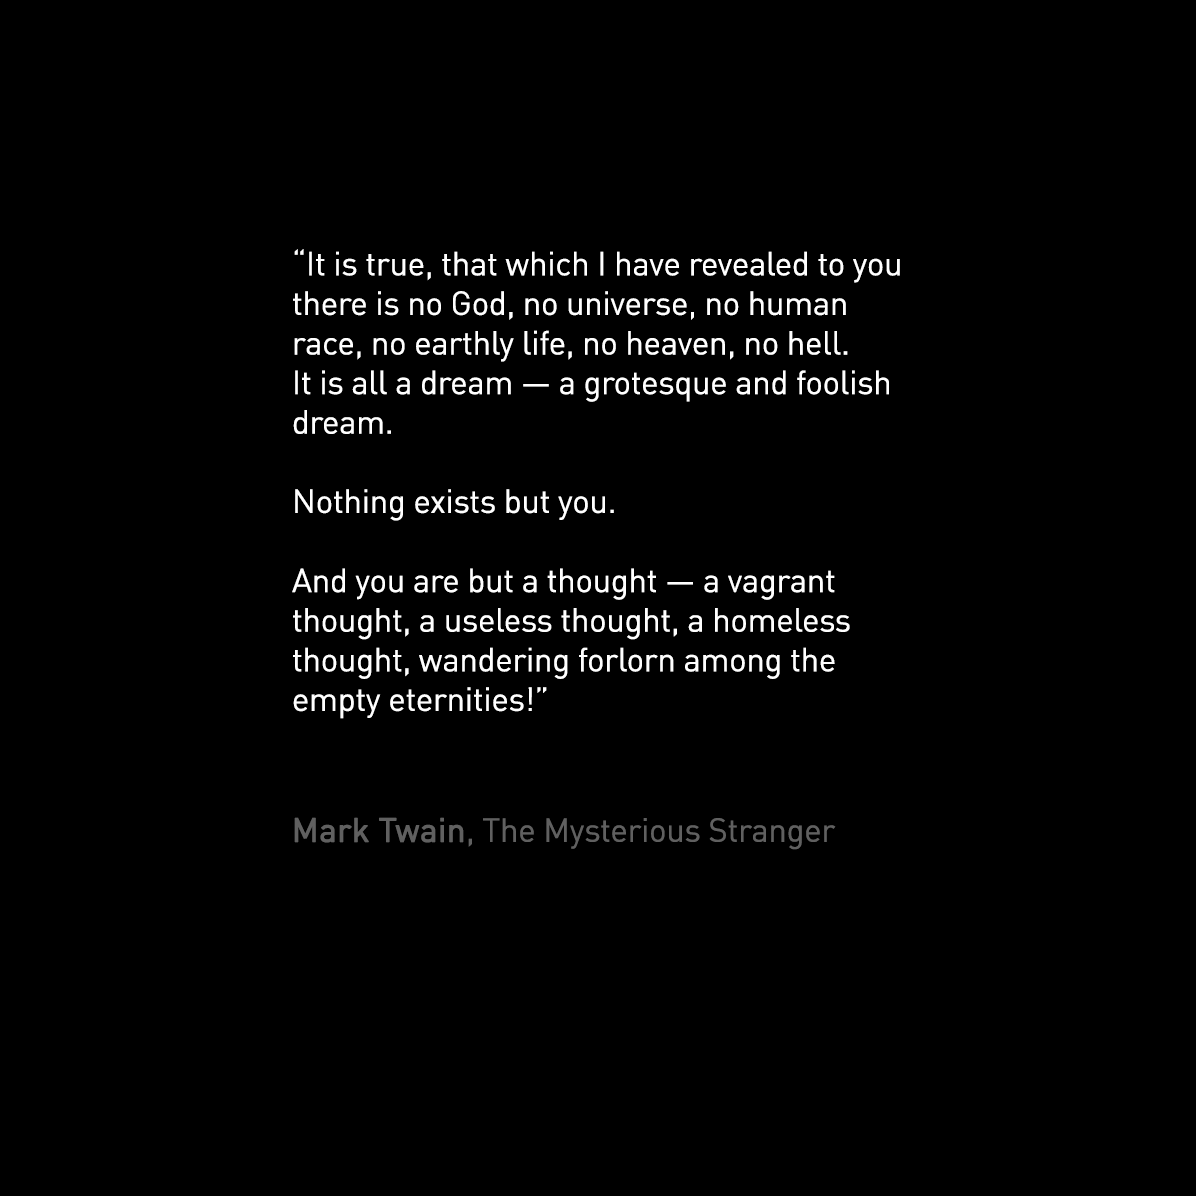 “It is true, that which I have revealed to you
there is no God, no universe, no human
race, no earthly life, no heaven, no hell.
It is all a dream — a grotesque and foolish
dream.
Nothing exists but you.
And you are but a thought — a vagrant
thought, a useless thought, a homeless
thought, wandering forlorn among the
empty eternities!”
Mark Twain, The Mysterious Stranger